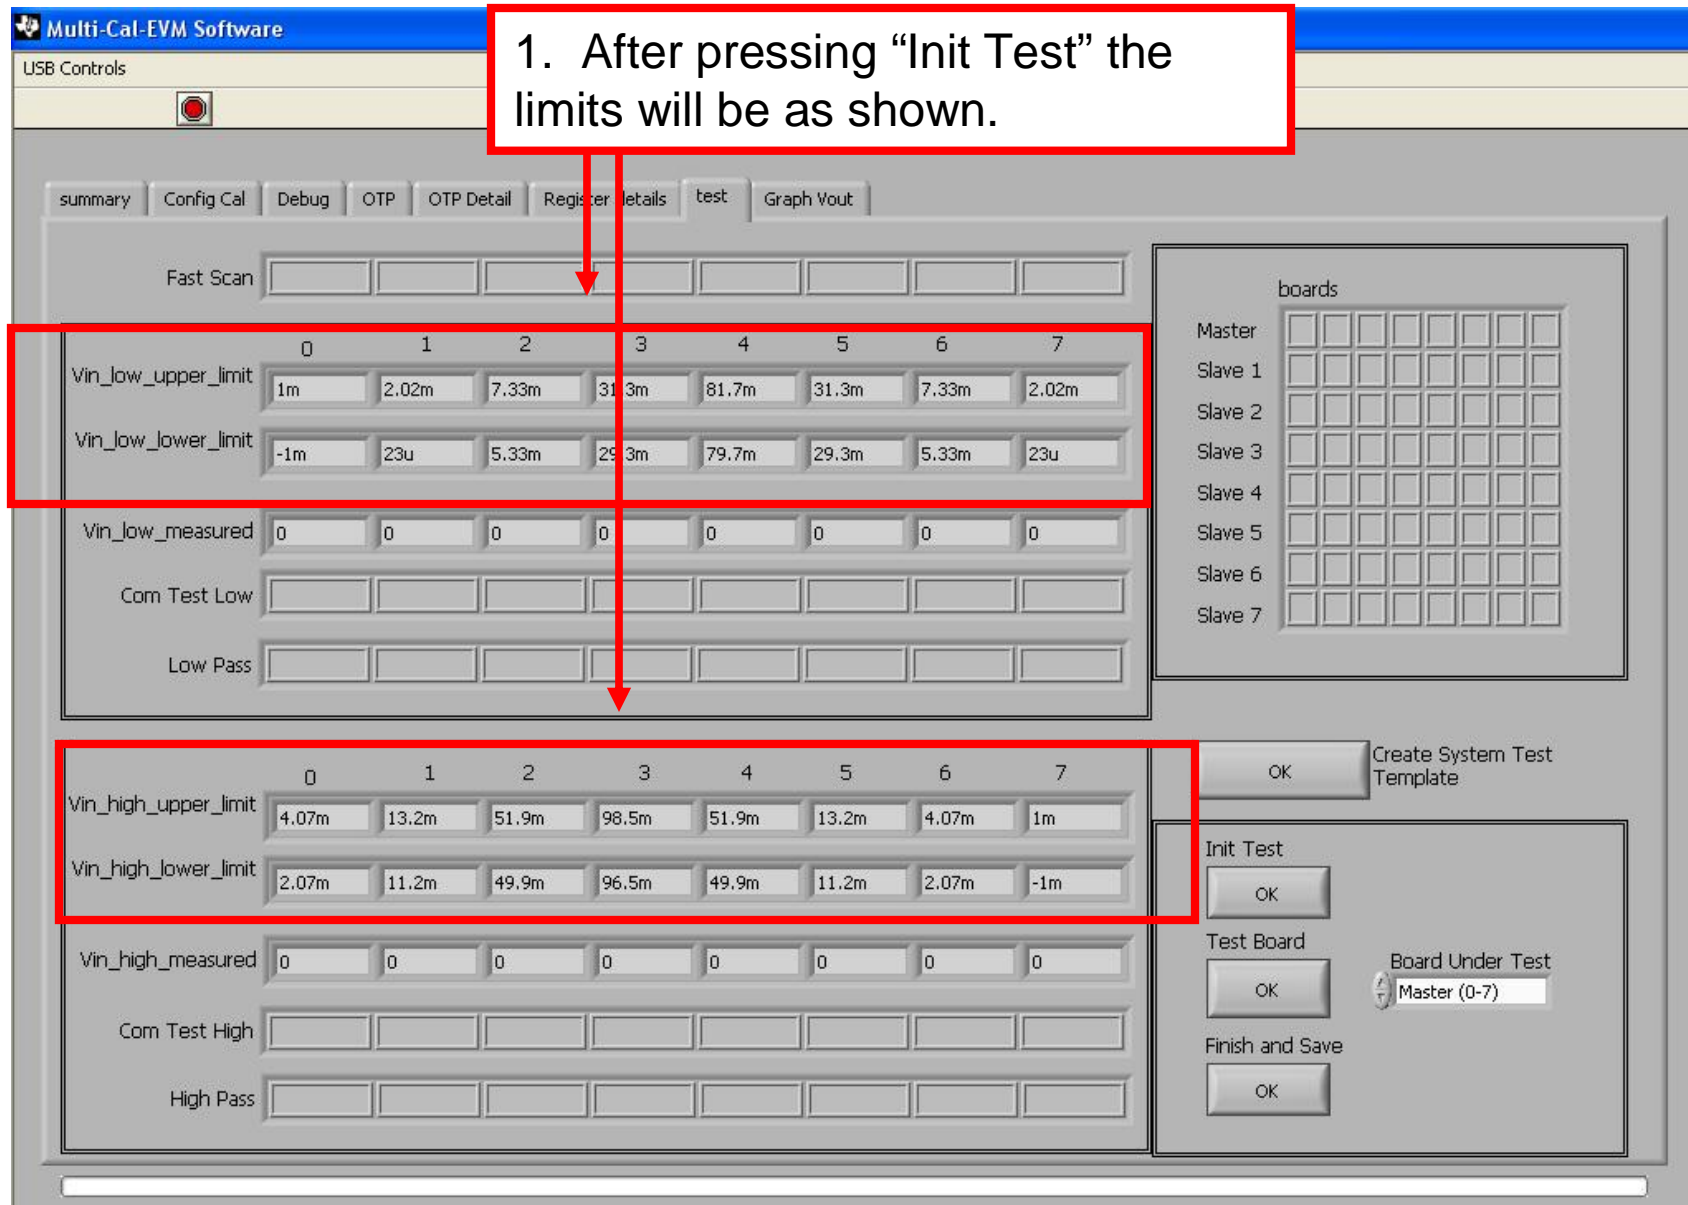 Multi-Cal-EVM Software
1. After pressing “Init Test” the
limits will be as shown.
USB Controls
summary Config Cal Debug OTP OTP Detail Register details test Graph Vout
Fast Scan
0 1 2 3 4 5 6 7
Vin_low_upper_limit 1m 2.02m 7.33m 31.3m 81.7m 31.3m 7.33m 2.02m
Vin_low_lower_limit -1m 23u 5.33m 29.3m 79.7m 29.3m 5.33m 23u
Vin_low_measured 0 0 0 0 0 0 0 0
Com Test Low
Low Pass
boards
Master
Slave 1
Slave 2
Slave 3
Slave 4
Slave 5
Slave 6
Slave 7
0 1 2 3 4 5 6 7
Vin_high_upper_limit 4.07m 13.2m 51.9m 98.5m 51.9m 13.2m 4.07m 1m
Vin_high_lower_limit 2.07m 11.2m 49.9m 96.5m 49.9m 11.2m 2.07m -1m
Vin_high_measured 0 0 0 0 0 0 0 0
Com Test High
High Pass
OK Create System Test
Template
Init Test
OK
Test Board
OK
Board Under Test
Master (0-7)
Finish and Save
OK